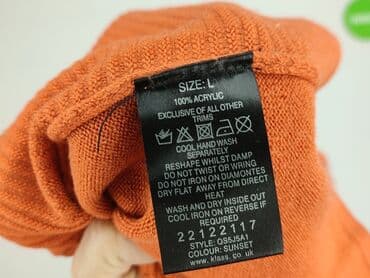 SIZE: L
100% ACRYLIC
EXCLUSIVE OF ALL OTHER
TRIMS
COOL HAND WASH
SEPARATELY
RESHAPE WHILST DAMP
DO NOT TWIST OR WRING
DO NOT IRON ON DIAMONTES
DRY FLAT AWAY FROM DIRECT
HEAT
WASH AND DRY INSIDE OUT
COOL IRON ON REVERSE IF
REQUIRED
22122117
STYLE: QS5J5A1
COLOUR: SUNSET
www.klass.co.uk